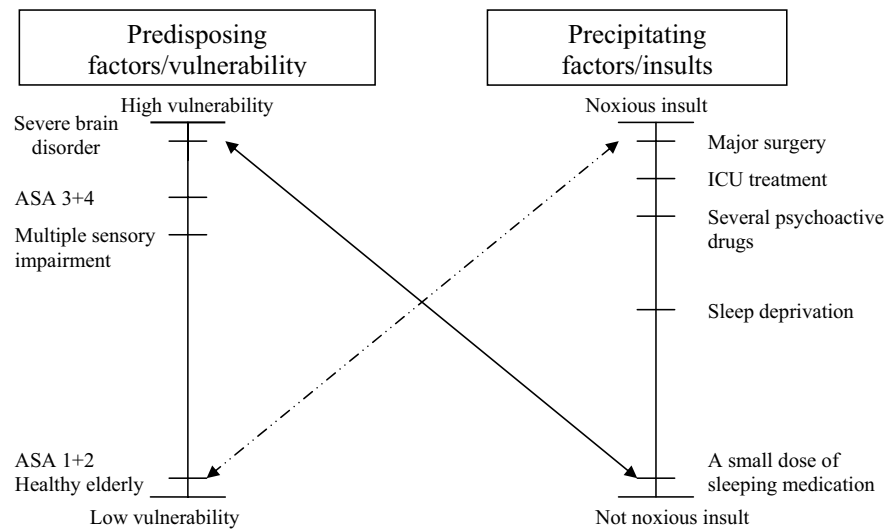 Predisposing
factors/vulnerability
High vulnerability
Severe brain
disorder
ASA 3+4
Multiple sensory
impairment
ASA 1+2
Healthy elderly
Low vulnerability
Precipitating
factors/insults
Noxious insult
Major surgery
ICU treatment
Several psychoactive
drugs
Sleep deprivation
A small dose of
sleeping medication
Not noxious insult